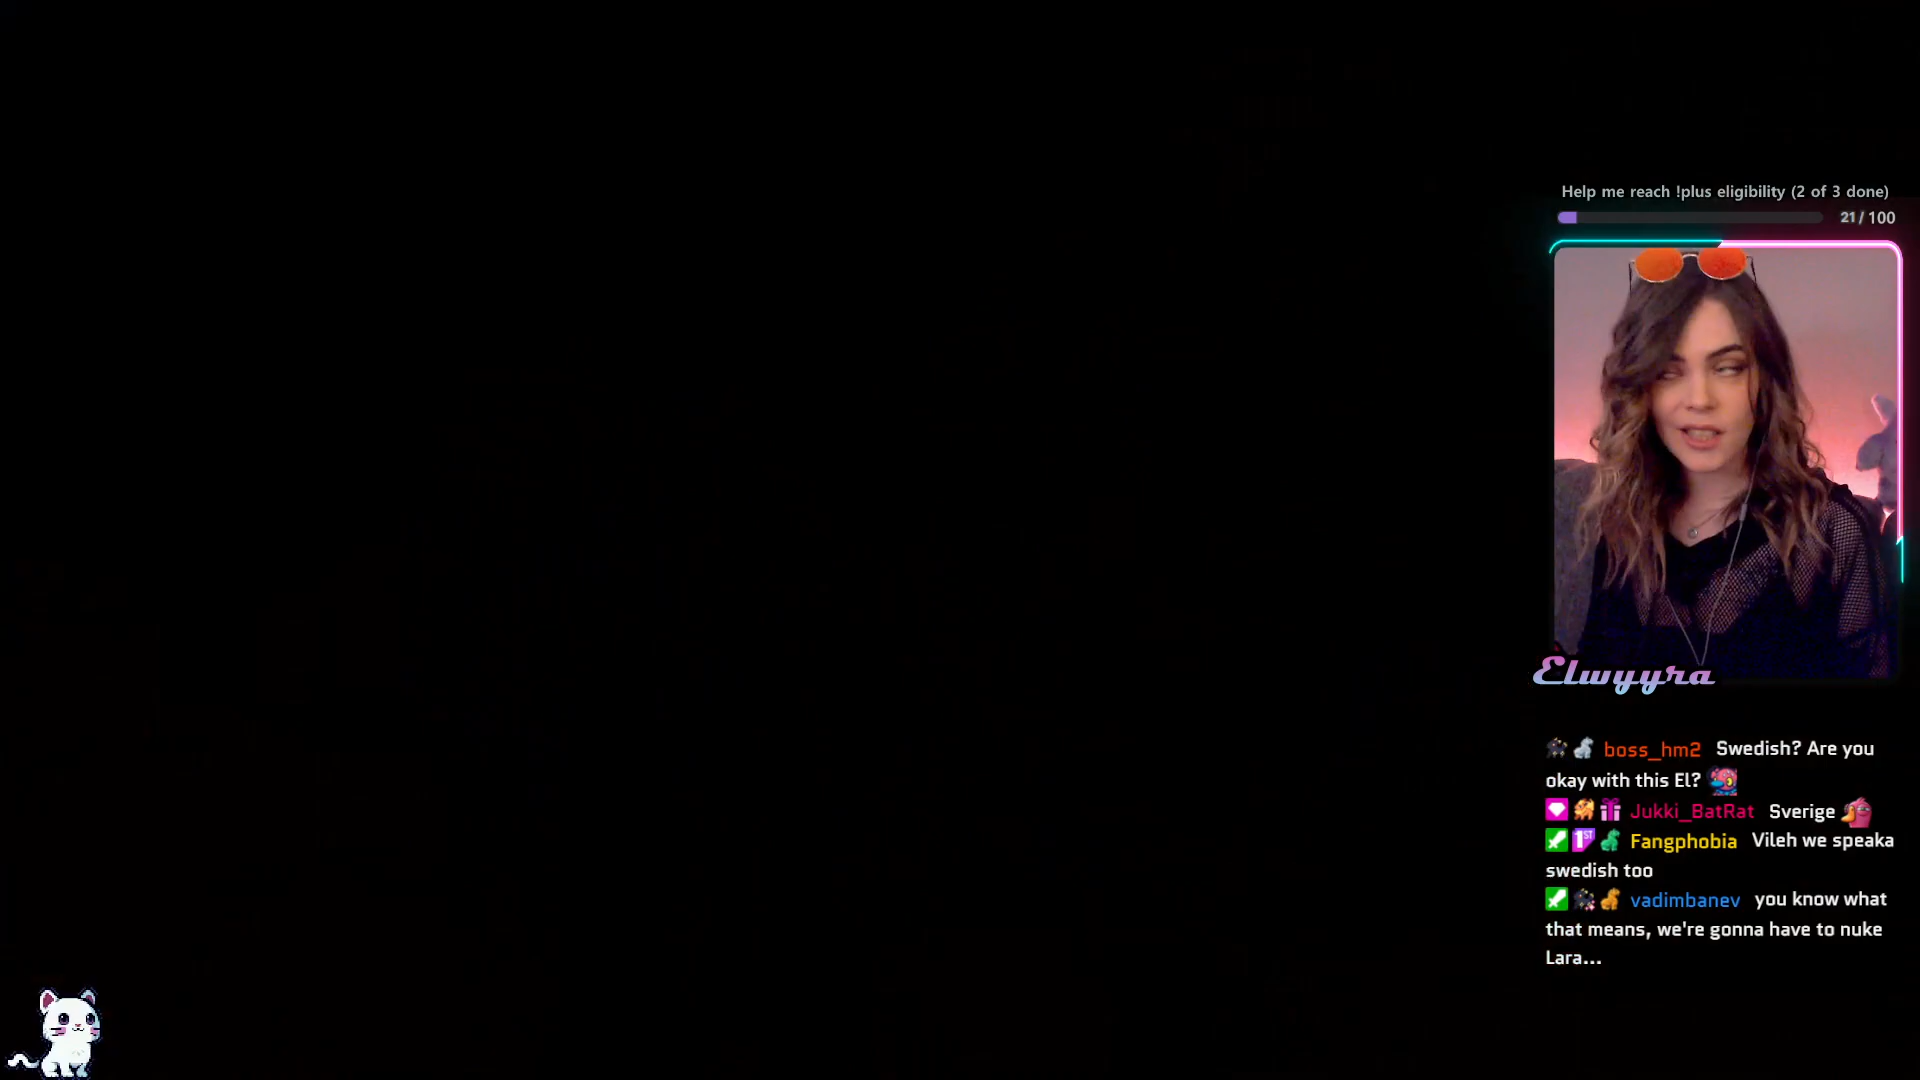 Help me reach !plus eligibility (2 of 3 done)
21/100
Elwyyra
boss_hm2 Swedish? Are you
okay with this El?
Jukki_BatRat Sverige
1ST Fangphobia Vileh we speaka
swedish too
vadimbanev you know what
that means, we're gonna have to nuke
Lara...